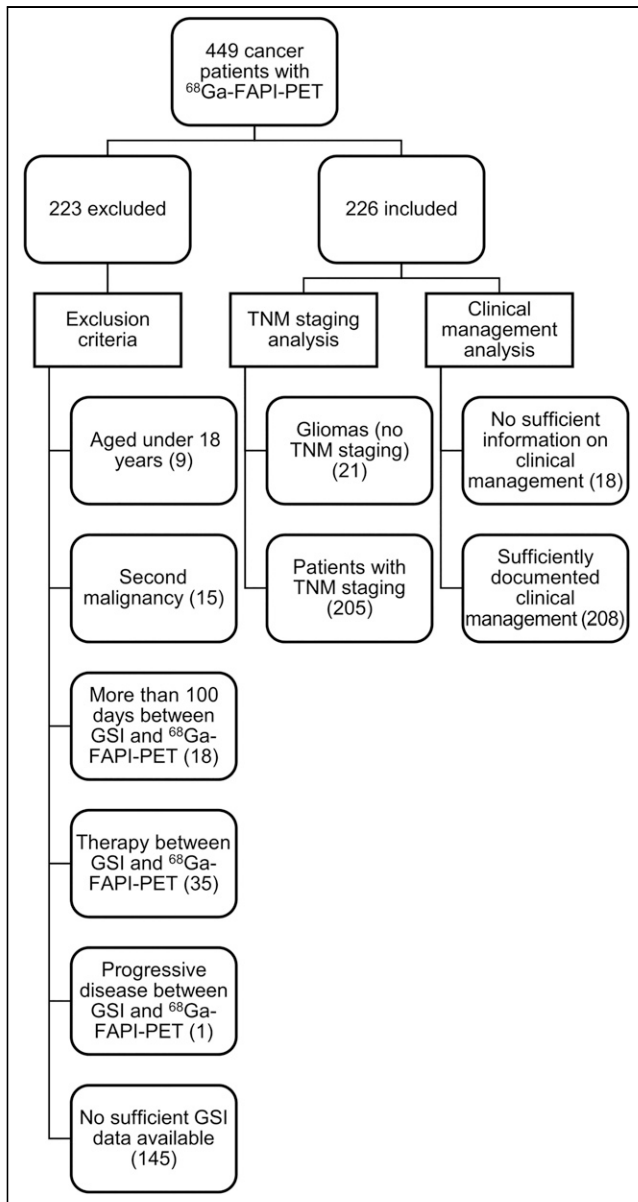 449 cancer
patients with
⁶⁸Ga-FAPI-PET
223 excluded
226 included
Exclusion
criteria
TNM staging
analysis
Clinical
management
analysis
Aged under 18
years (9)
Gliomas (no
TNM staging)
(21)
No sufficient
information on
clinical
management (18)
Second
malignancy (15)
Patients with
TNM staging
(205)
Sufficiently
documented
clinical
management (208)
More than 100
days between
GSI and ⁶⁸Ga-
FAPI-PET (18)
Therapy between
GSI and ⁶⁸Ga-
FAPI-PET (35)
Progressive
disease between
GSI and ⁶⁸Ga-
FAPI-PET (1)
No sufficient GSI
data available
(145)